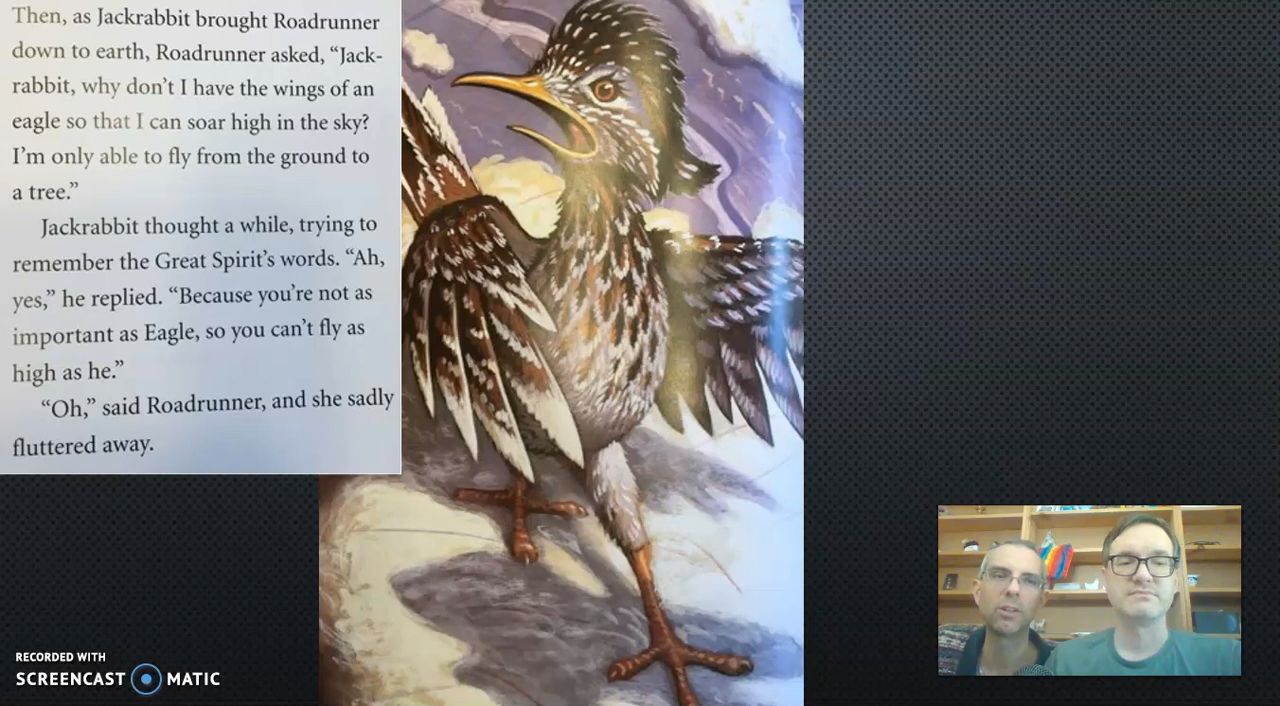 Then, as Jackrabbit brought Roadrunner
down to earth, Roadrunner asked, “Jack-
rabbit, why don’t I have the wings of an
eagle so that I can soar high in the sky?
I’m only able to fly from the ground to
a tree.”
Jackrabbit thought a while, trying to
remember the Great Spirit’s words. “Ah,
yes,” he replied. “Because you’re not as
important as Eagle, so you can’t fly as
high as he.”
“Oh,” said Roadrunner, and she sadly
fluttered away.
RECORDED WITH
SCREENCAST MATIC